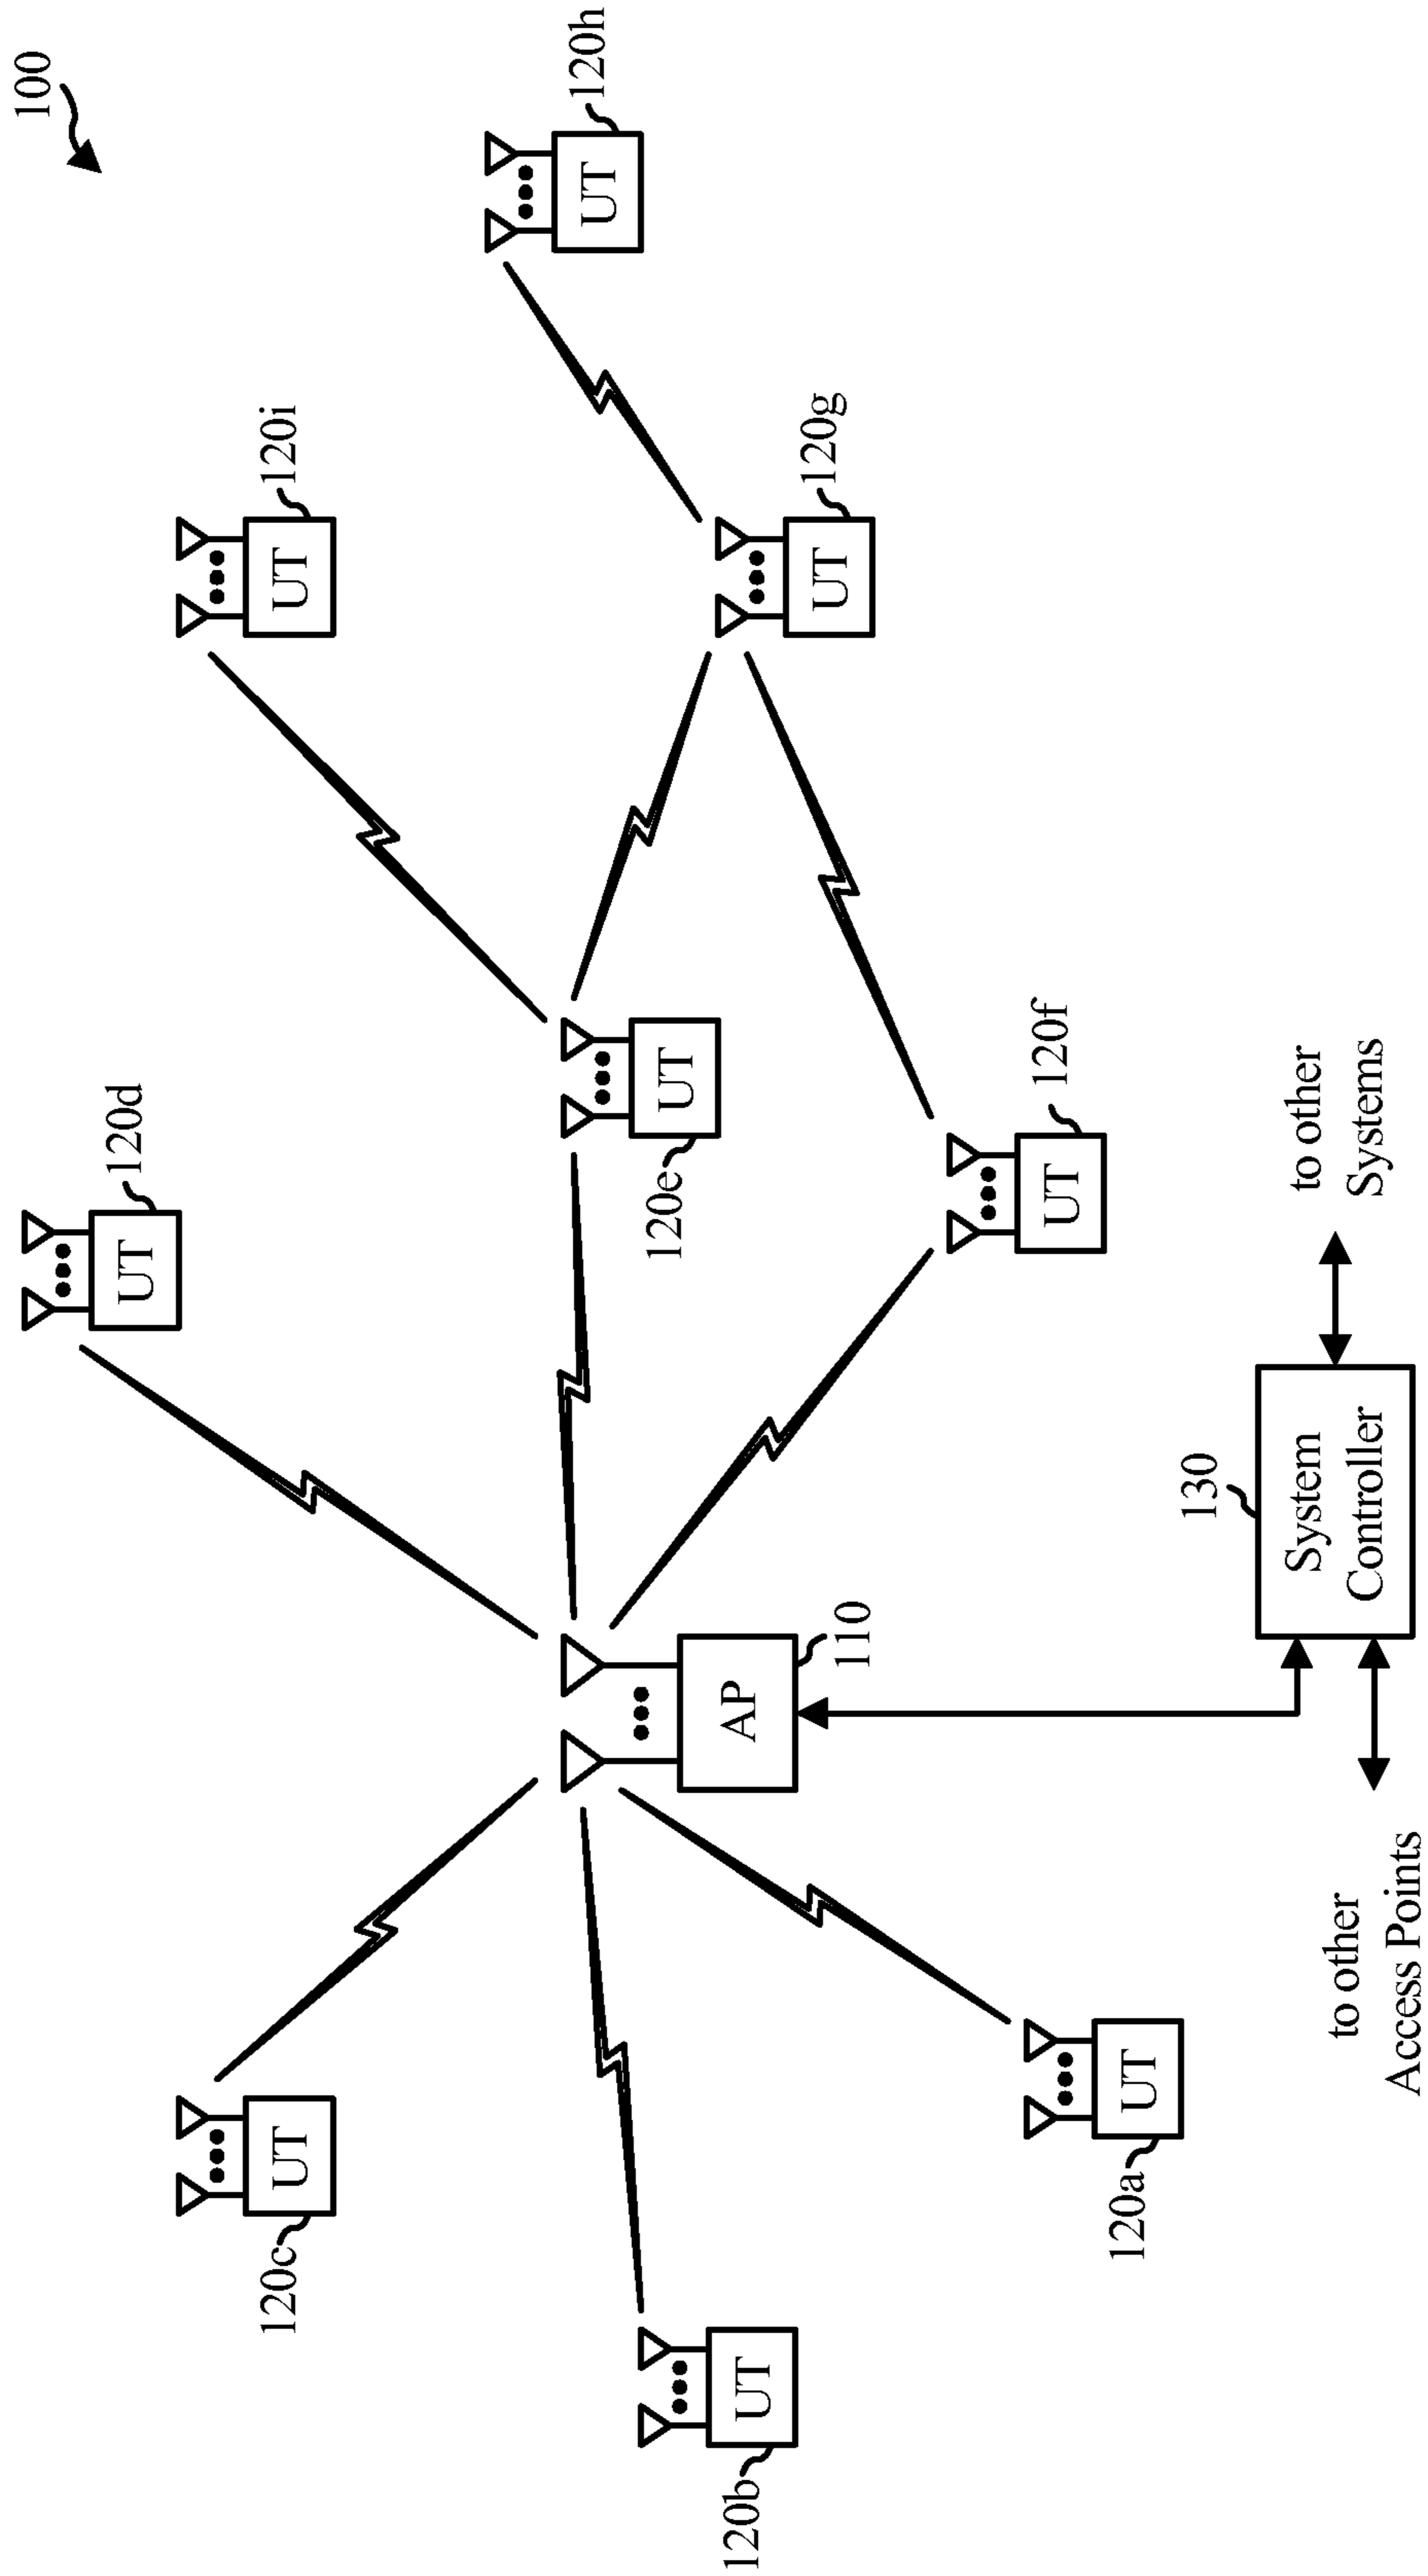 100
120d
UT
120i
UT
120c
UT
120h
UT
120e
UT
AP
110
120b
UT
120g
UT
120f
UT
120a
UT
130
System
Controller
to other
Systems
to other
Access Points